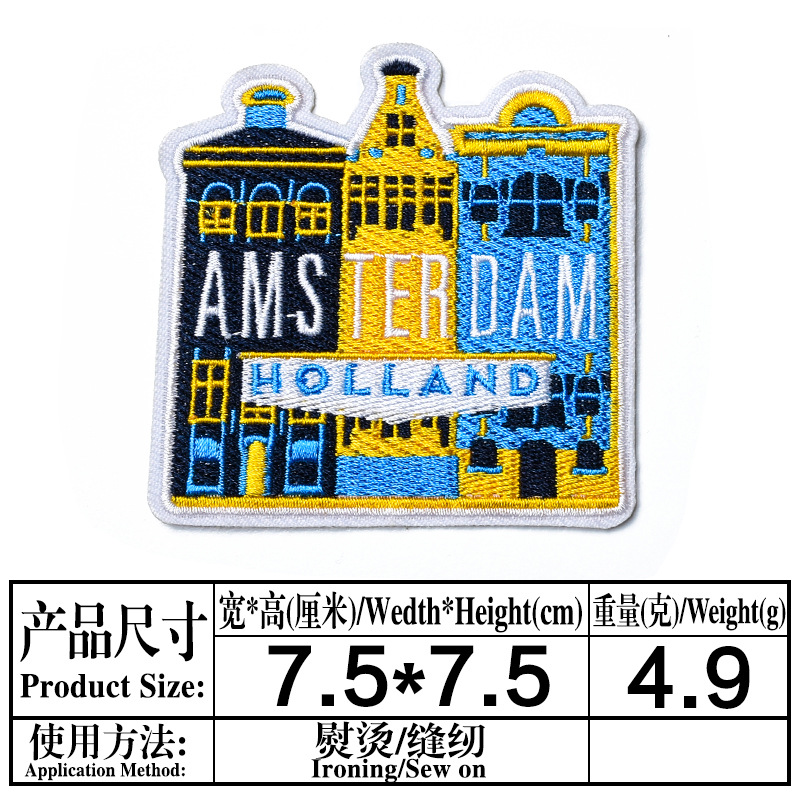 AMSTERDAM
HOLLAND
产品尺寸
Product Size:
宽*高(厘米)/Wedth*Height(cm)
7.5*7.5
重量(克)/Weight(g)
4.9
使用方法:
Application Method:
熨烫/缝纫
Ironing/Sew on